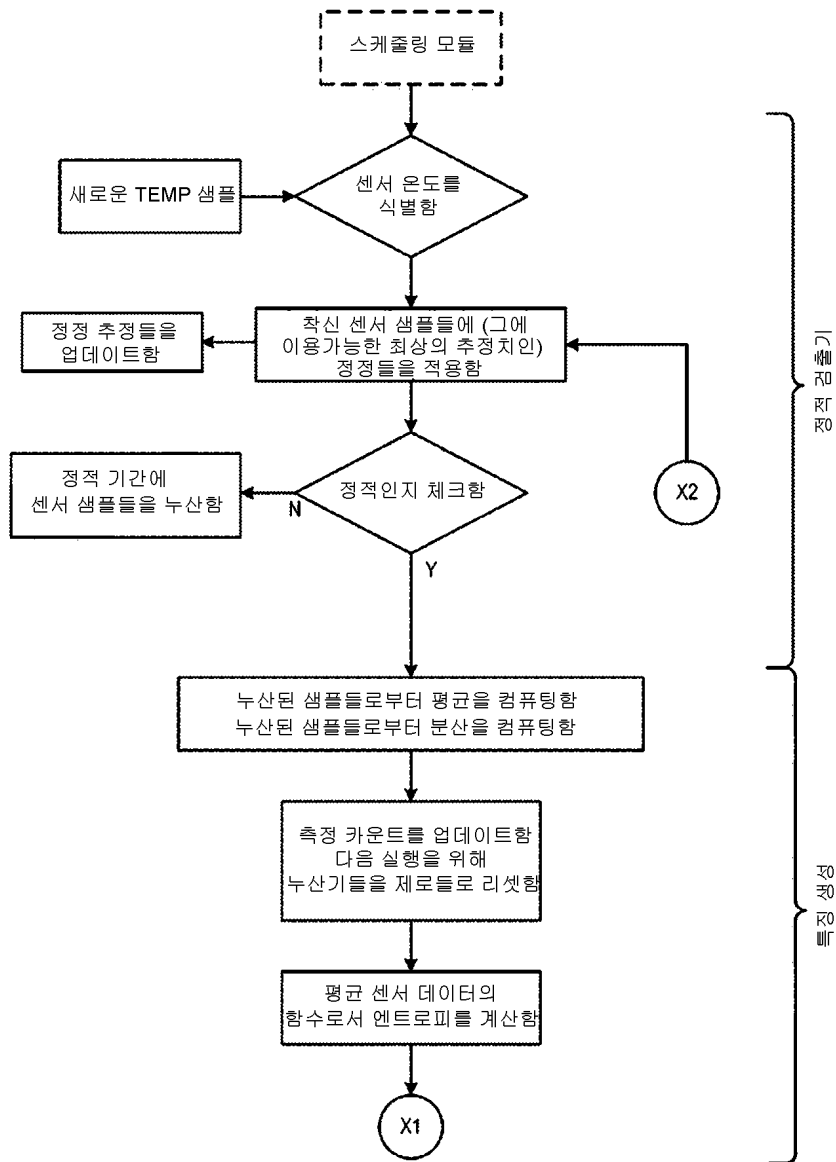 스케줄링 모듈
새로운 TEMP 샘플
센서 온도를
식별함
정정 추정들을
업데이트함
착신 센서 샘플들에 (그에
이용가능한 최상의 추정치인)
정정들을 적용함
정적 기간에
센서 샘플들을 누산함
N
정적인지 체크함
Y
X2
정적 검출기
누산된 샘플들로부터 평균을 컴퓨팅함
누산된 샘플들로부터 분산을 컴퓨팅함
측정 카운트를 업데이트함
다음 실행을 위해
누산기들을 제로들로 리셋함
특징 생성
평균 센서 데이터의
함수로서 엔트로피를 계산함
X1